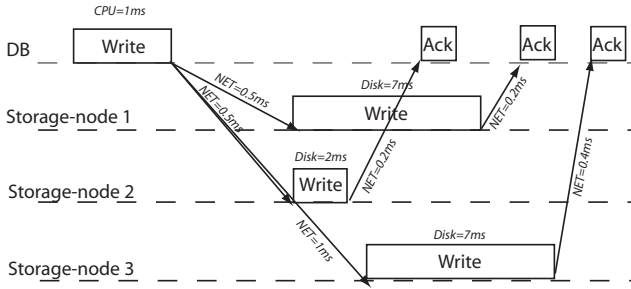 CPU=1ms
DB
Write
Ack
Ack
Ack
NET=0.5ms
NET=0.5ms
Disk=7ms
Storage-node 1
Write
NET=0.2ms
NET=0.2ms
NET=0.4ms
Disk=2ms
Storage-node 2
Write
NET=1ms
Disk=7ms
Storage-node 3
Write